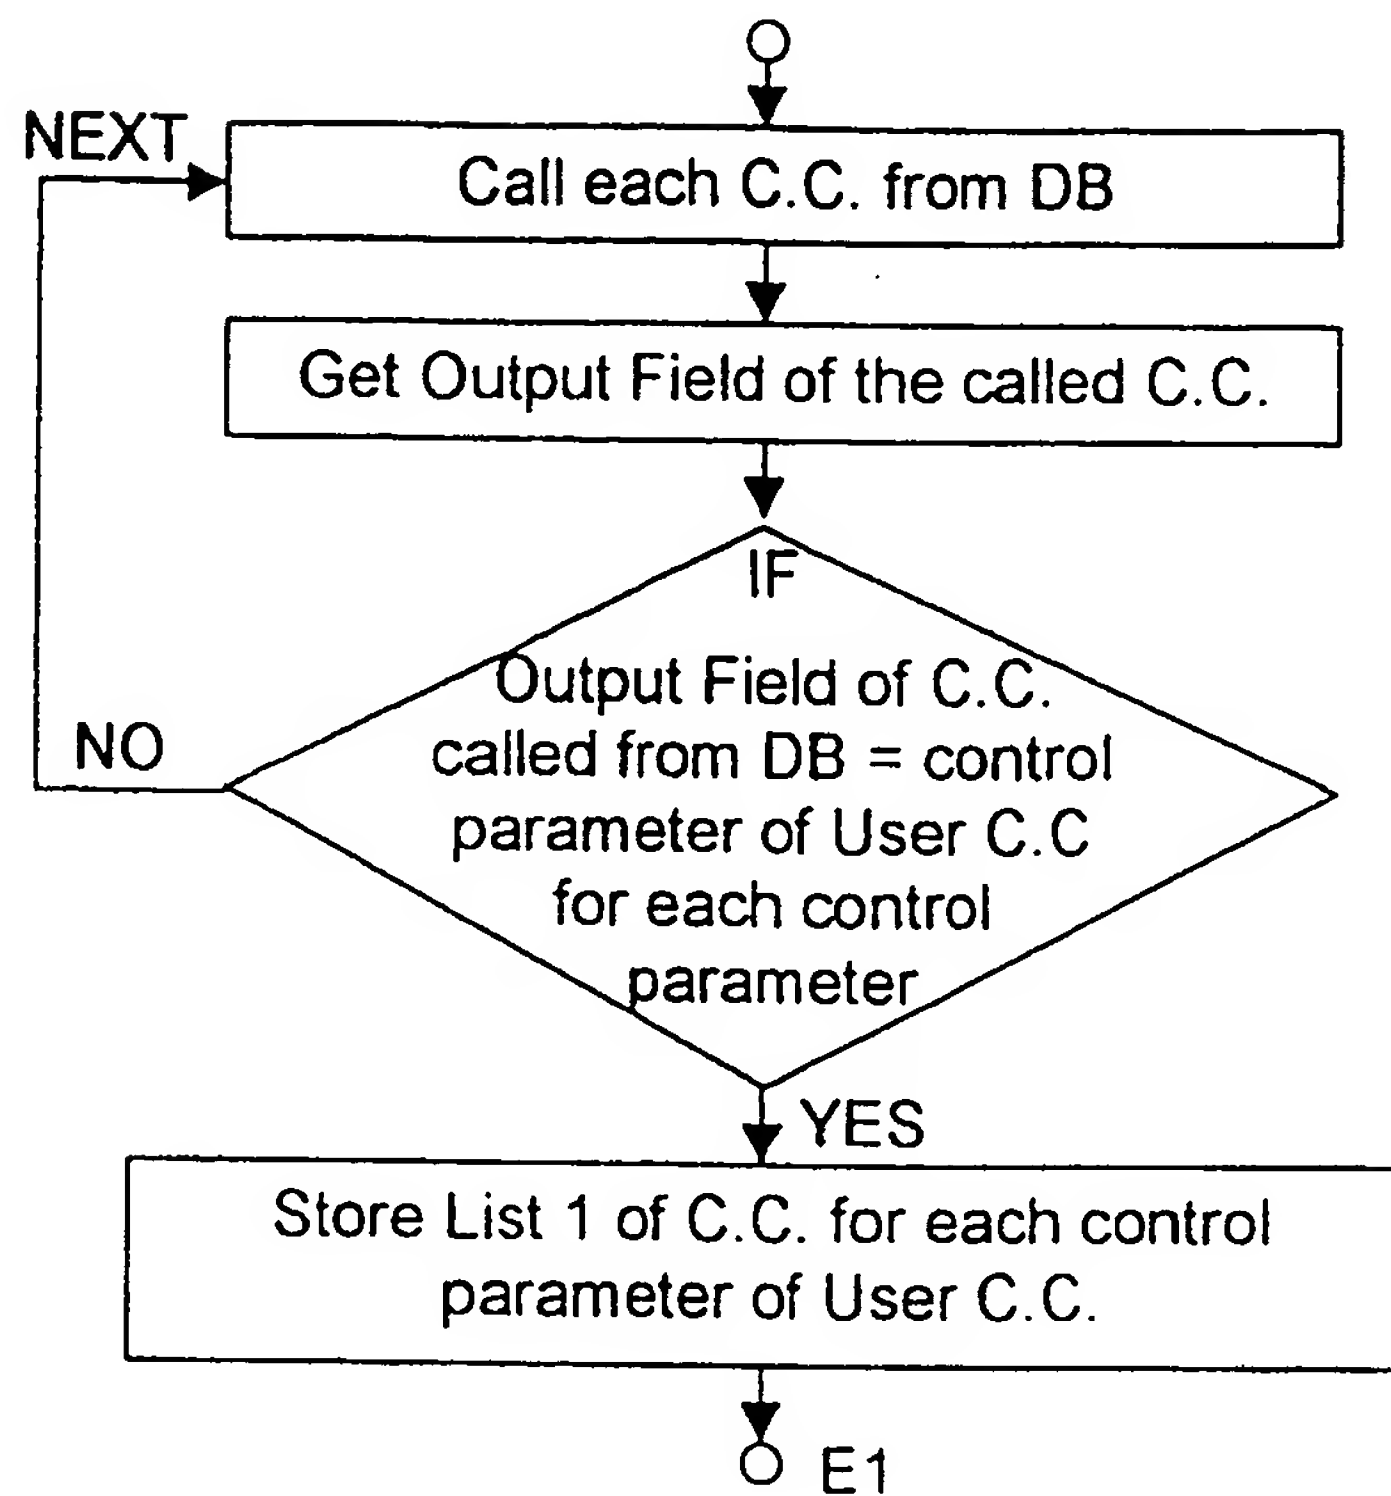 NEXT
Call each C.C. from DB
Get Output Field of the called C.C.
IF
Output Field of C.C.
called from DB = control
parameter of User C.C
for each control
parameter
NO
YES
Store List 1 of C.C. for each control
parameter of User C.C.
E1